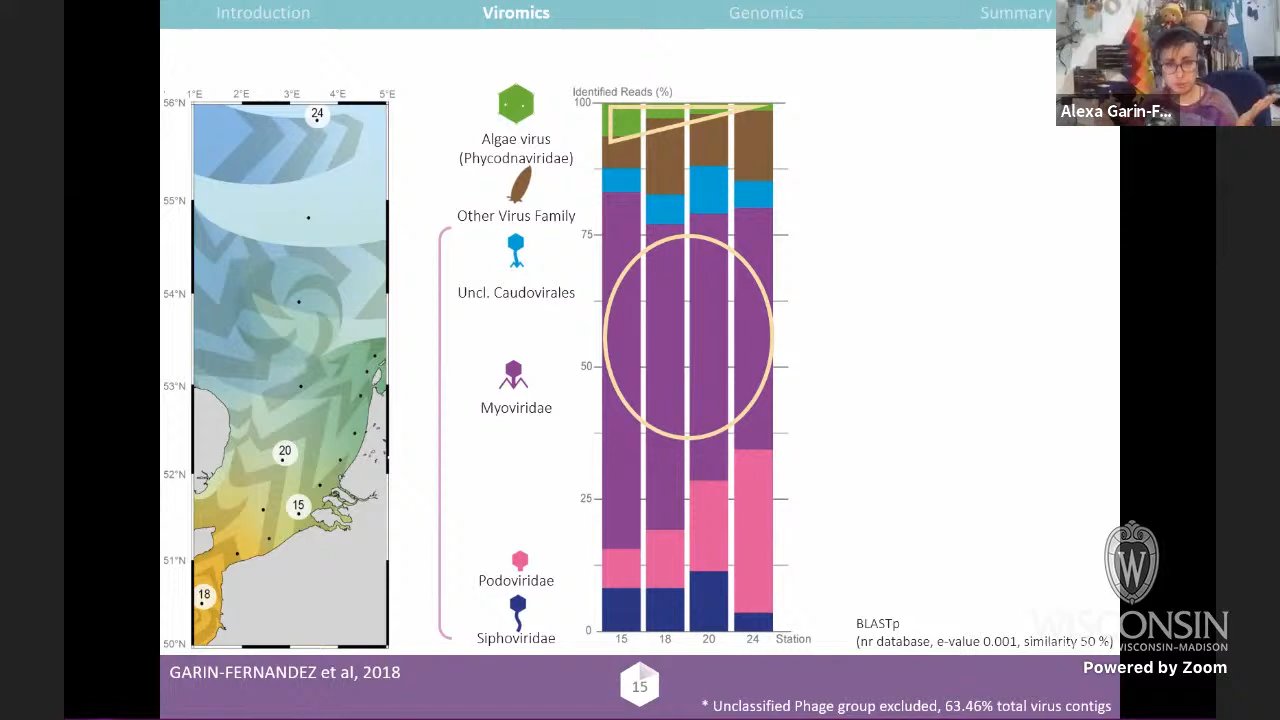 Introduction
Viromics
Genomics
Summary
Alexa Garin-F...
1°E
2°E
3°E
4°E
5°E
56°N
55°N
54°N
53°N
52°N
51°N
50°N
24
20
15
18
Algae virus
(Phycodnaviridae)
Other Virus Family
Uncl. Caudovirales
Myoviridae
Podoviridae
Siphoviridae
Identified Reads (%)
100
75
50
25
0
15
18
20
24
Station
BLASTp
(nr database, e-value 0.001, similarity 50 %)
W
WISCONSIN
WISCONSIN-MADISON
Powered by Zoom
GARIN-FERNANDEZ et al, 2018
15
* Unclassified Phage group excluded, 63.46% total virus contigs